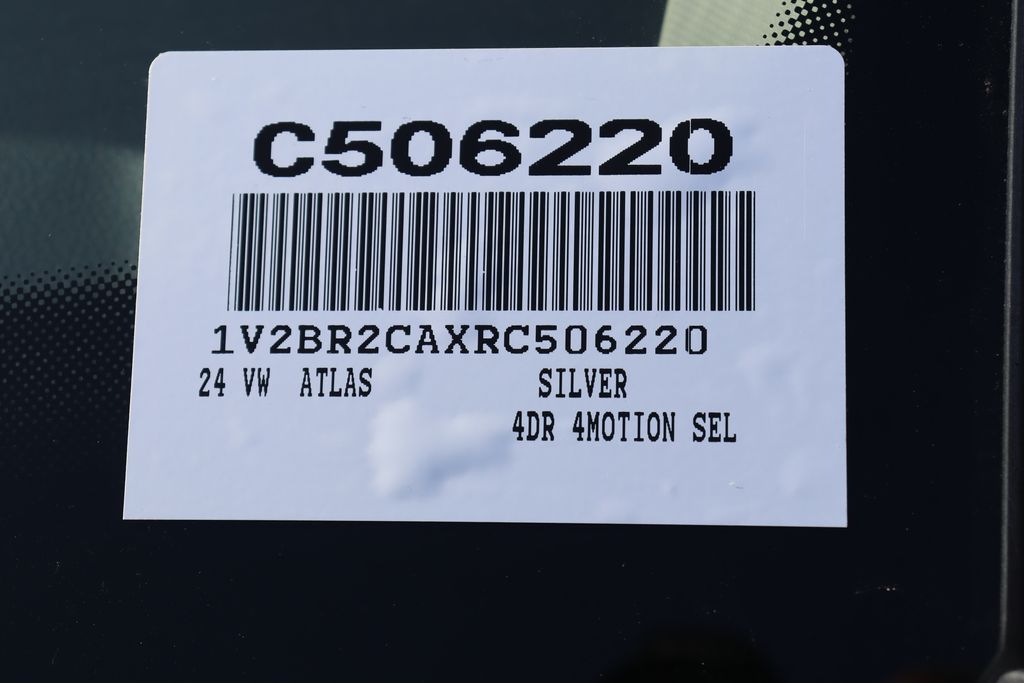 C506220
1V2BR2CAXRC506220
24 VW ATLAS SILVER
4DR 4MOTION SEL